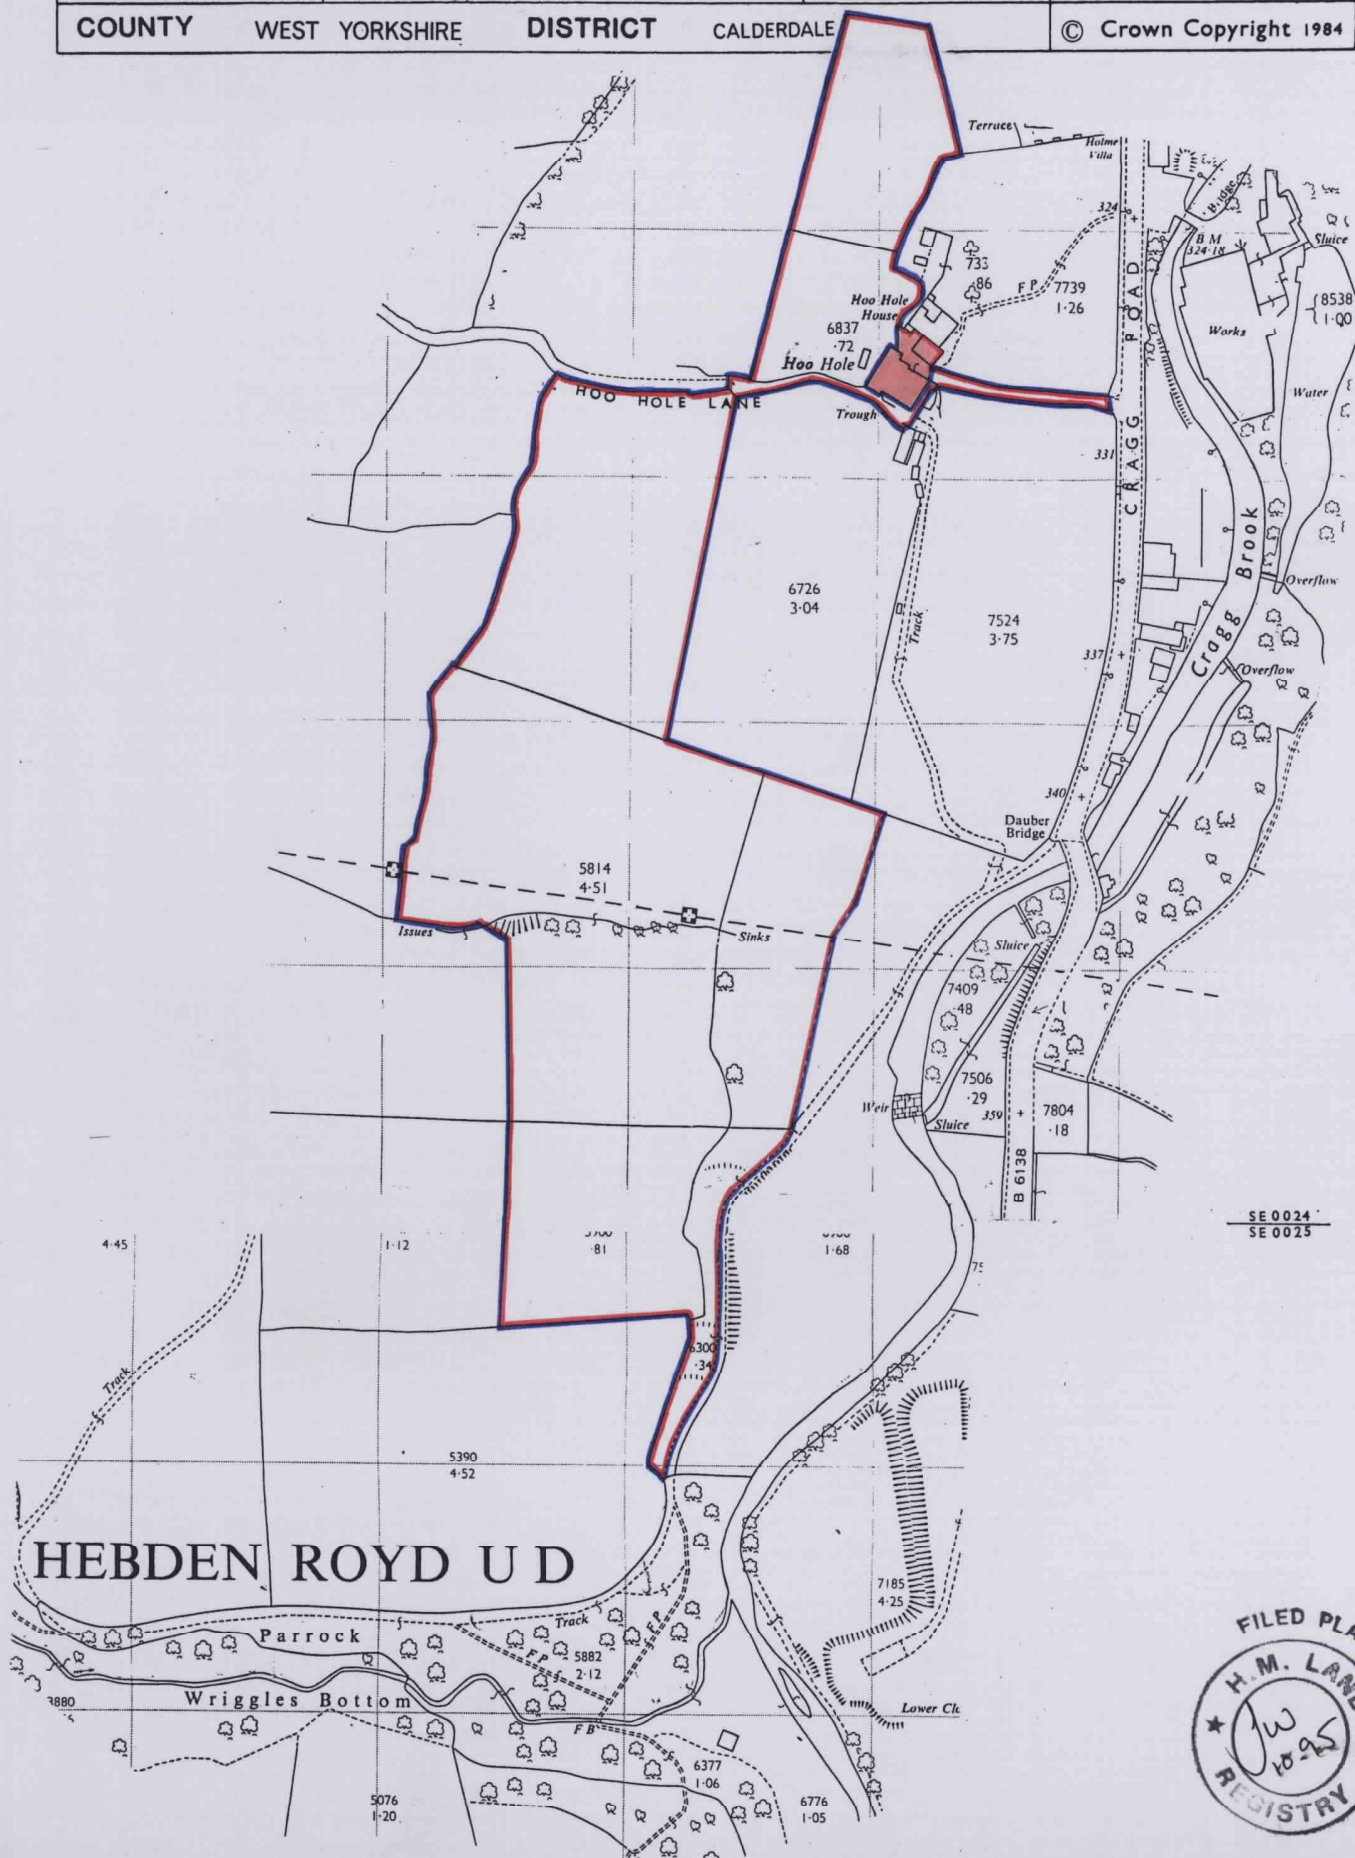 COUNTY WEST YORKSHIRE DISTRICT CALDERDALE © Crown Copyright 1984
Terrace
Holme
Villa
324
Bridge
B M
324·18
Sluice
733
·86
F P
7739
1·26
8538
1·00
Hoo Hole
House
6837
·72
Works
Hoo Hole
HOO HOLE LANE
Trough
Water
CRAGG ROAD
331
Cragg Brook
Overflow
6726
3·04
Track
7524
3·75
337
Overflow
340
Dauber
Bridge
5814
4·51
Issues
Sinks
Sluice
7409
·48
7506
·29
Weir
Sluice
359
7804
·18
B 6138
SE 0024
SE 0025
4·45
1·12
·81
1·68
75
6300
·34
Track
5390
4·52
HEBDEN ROYD U D
7185
4·25
Track
F P
Parrock
F P
5882
2·12
3880
Wriggles Bottom
F B
Lower Clo
6377
1·06
5076
1·20
6776
1·05
FILED PLA
H.M. LAND
REGISTRY
10-95